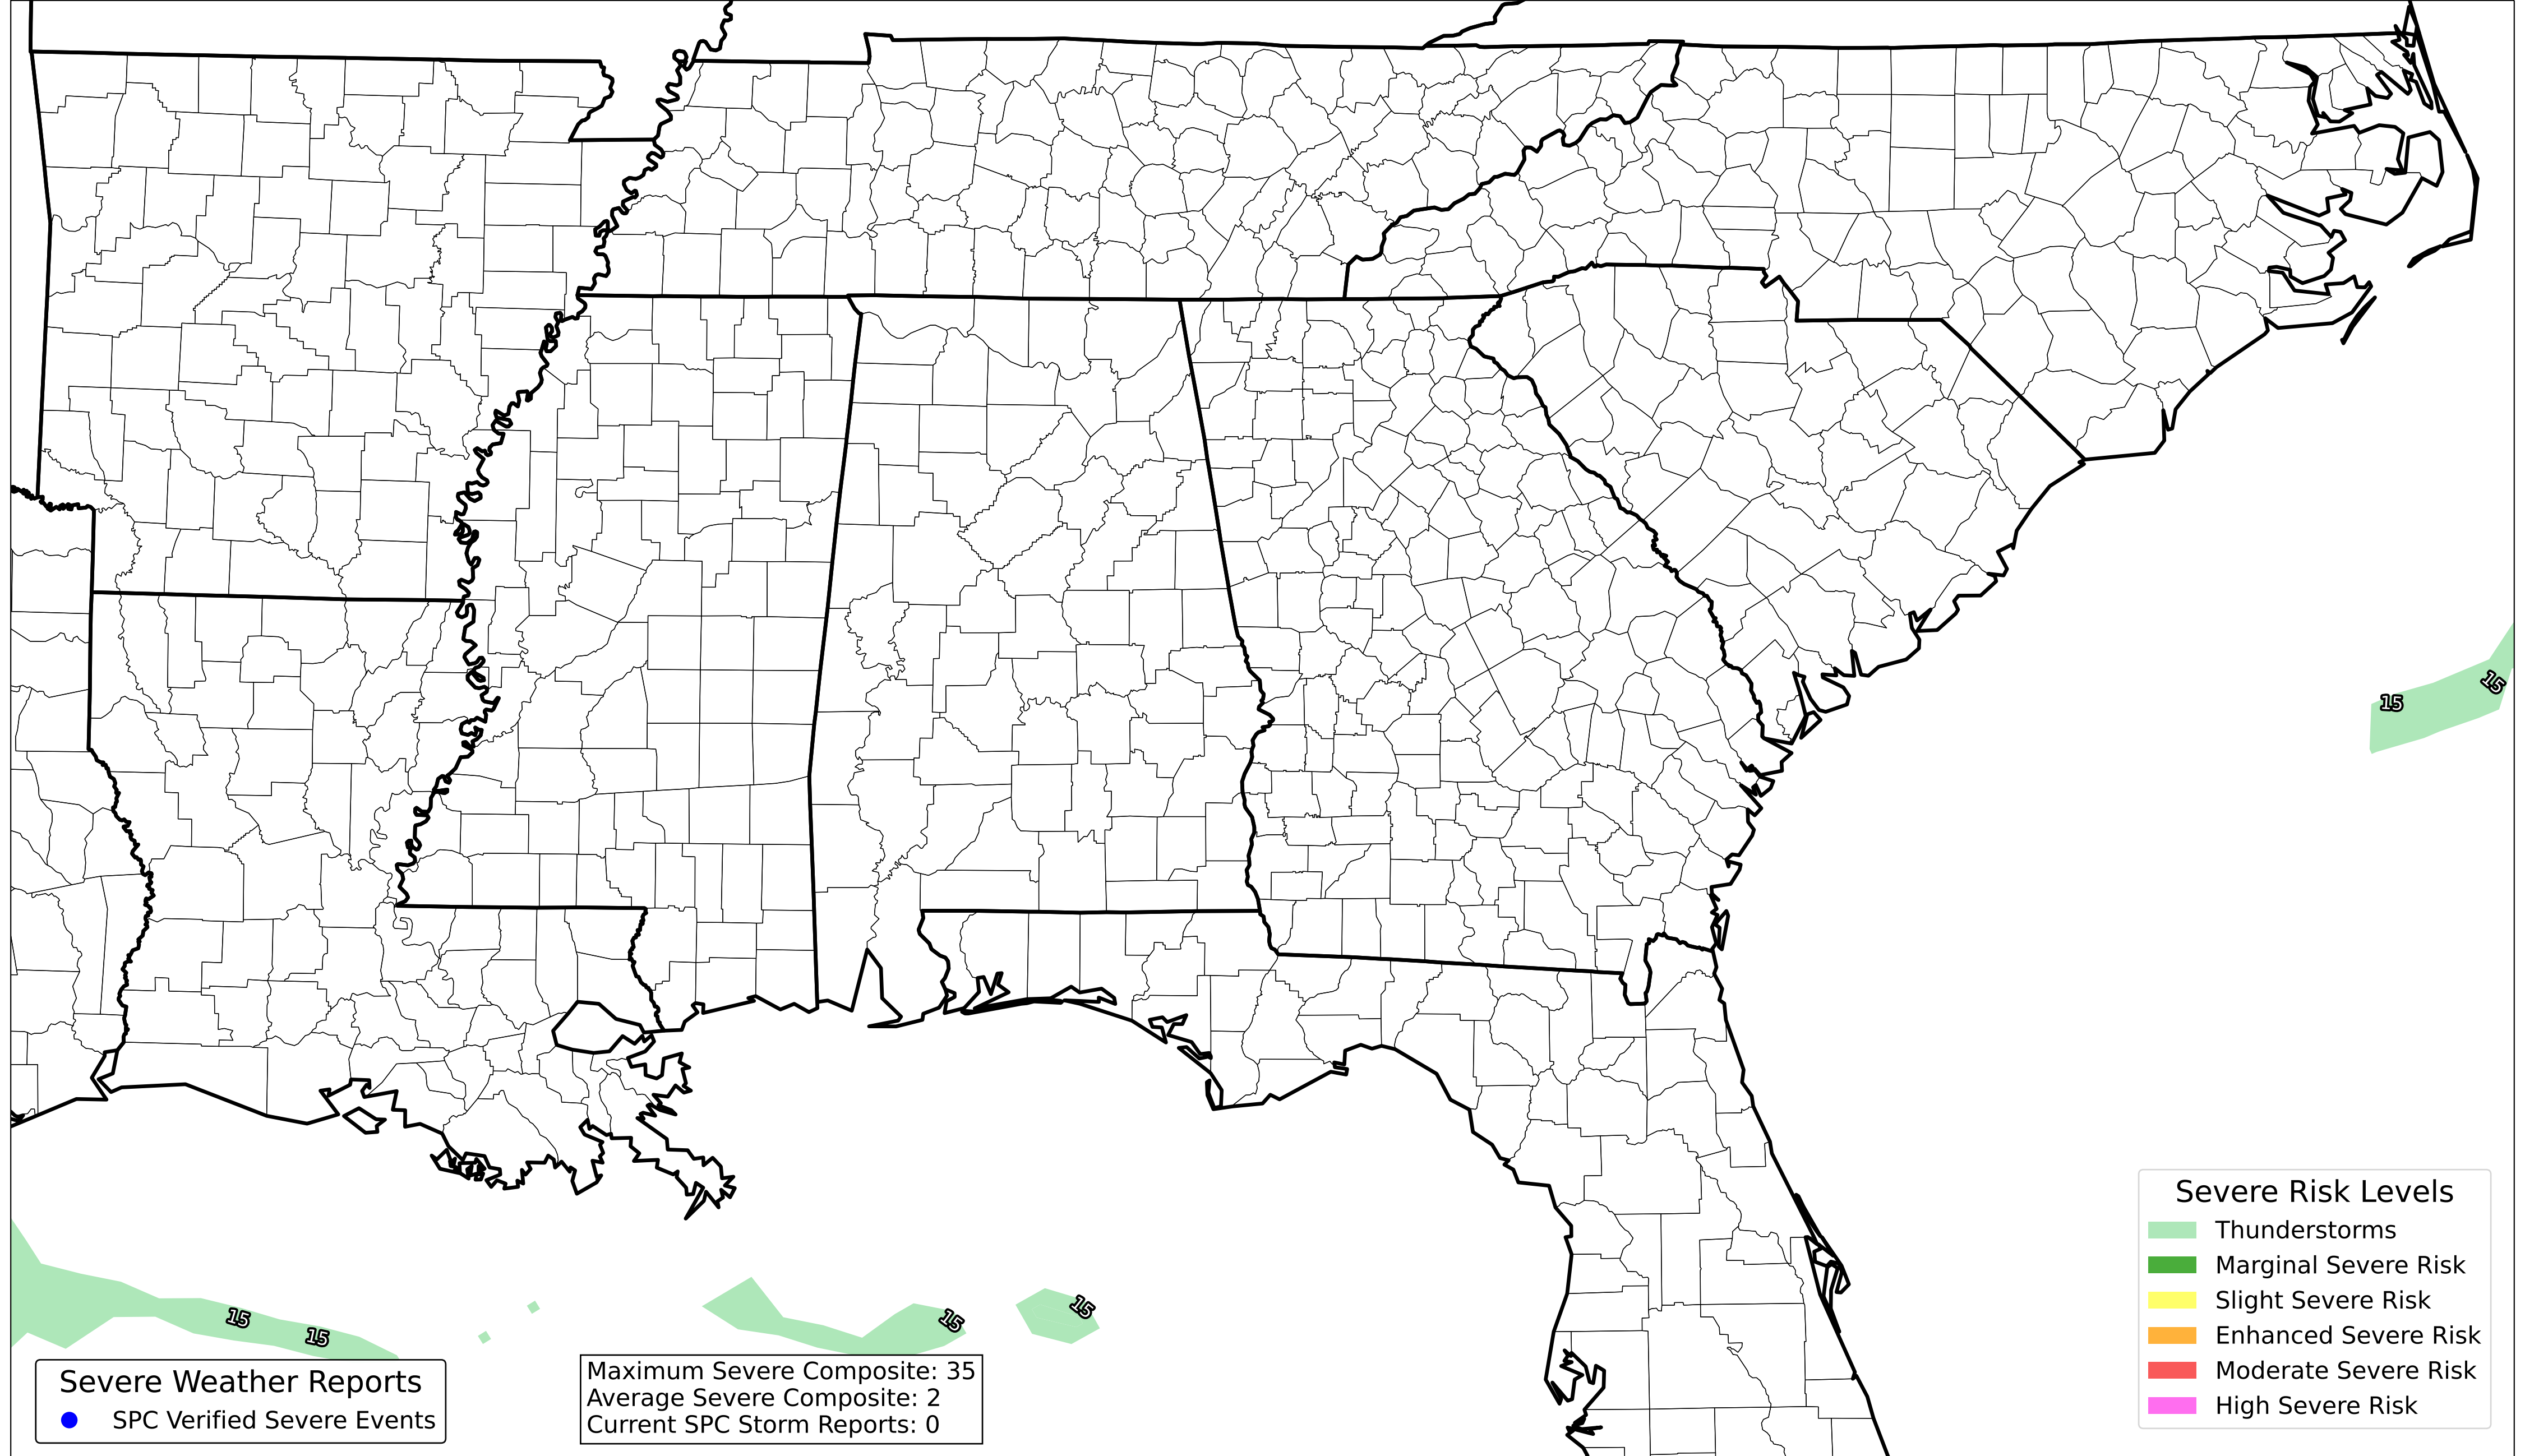 15
15
15
15
15
15
Severe Weather Reports
SPC Verified Severe Events
Maximum Severe Composite: 35
Average Severe Composite: 2
Current SPC Storm Reports: 0
Severe Risk Levels
Thunderstorms
Marginal Severe Risk
Slight Severe Risk
Enhanced Severe Risk
Moderate Severe Risk
High Severe Risk